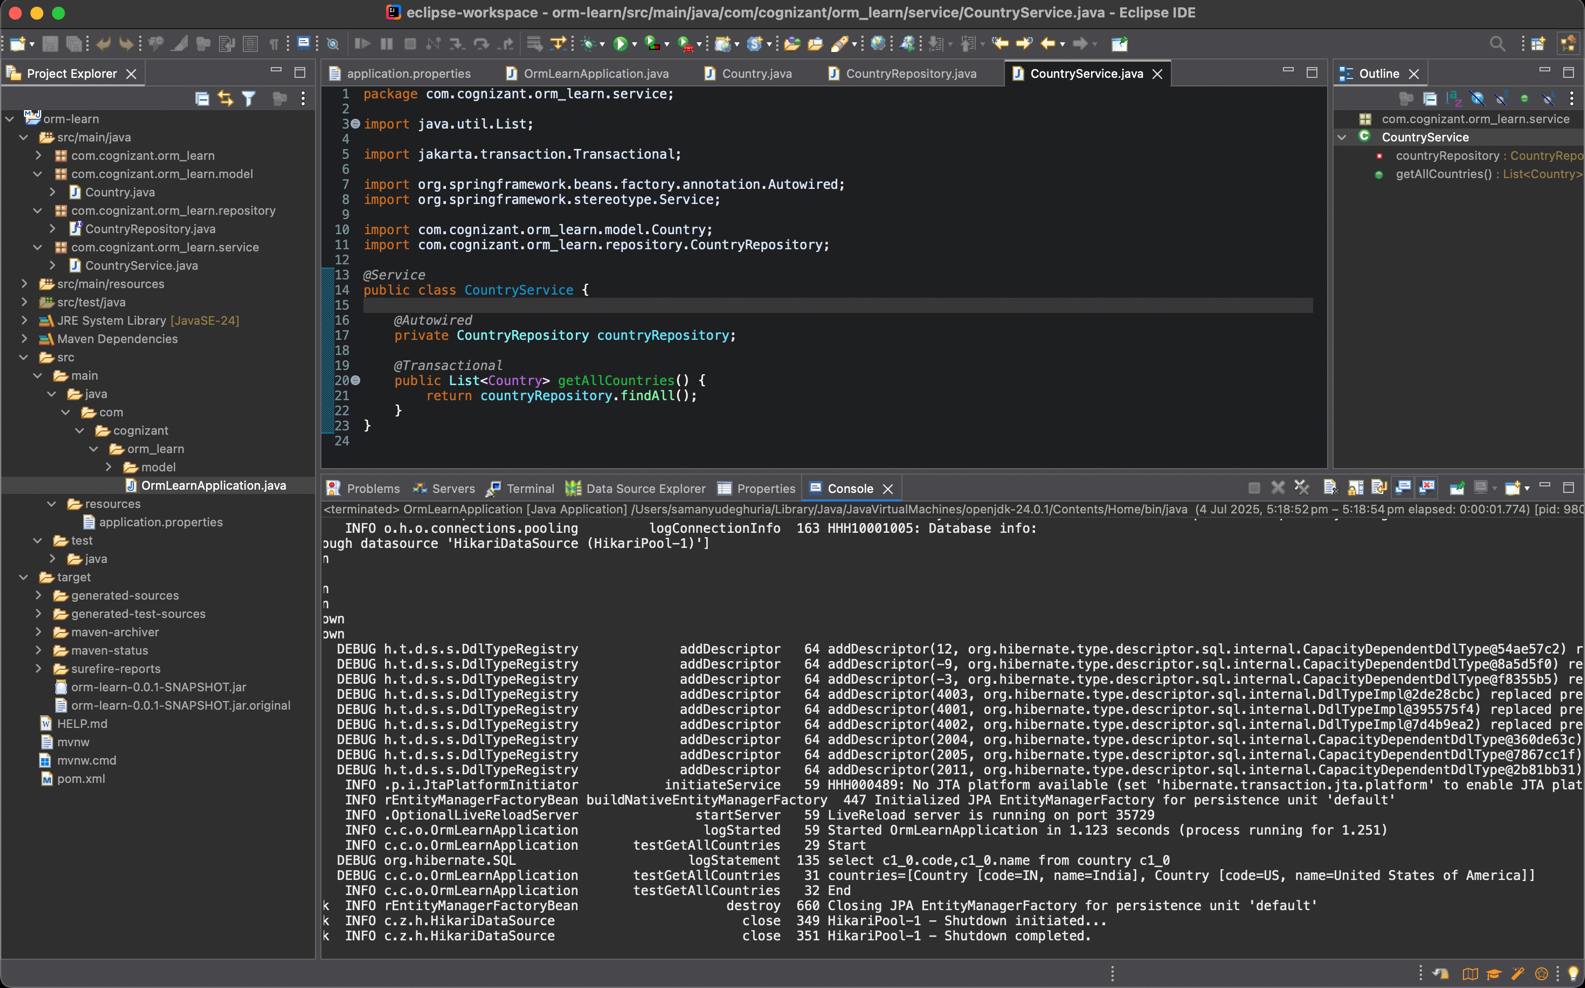 eclipse-workspace - orm-learn/src/main/java/com/cognizant/orm_learn/service/CountryService.java - Eclipse IDE
Project Explorer
orm-learn
src/main/java
com.cognizant.orm_learn
com.cognizant.orm_learn.model
Country.java
com.cognizant.orm_learn.repository
CountryRepository.java
com.cognizant.orm_learn.service
CountryService.java
src/main/resources
src/test/java
JRE System Library [JavaSE-24]
Maven Dependencies
src
main
java
com
cognizant
orm_learn
model
OrmLearnApplication.java
resources
application.properties
test
java
target
generated-sources
generated-test-sources
maven-archiver
maven-status
surefire-reports
orm-learn-0.0.1-SNAPSHOT.jar
orm-learn-0.0.1-SNAPSHOT.jar.original
HELP.md
mvnw
mvnw.cmd
pom.xml
application.properties OrmLearnApplication.java Country.java CountryRepository.java CountryService.java
1 package com.cognizant.orm_learn.service;
2
3 import java.util.List;
4
5 import jakarta.transaction.Transactional;
6
7 import org.springframework.beans.factory.annotation.Autowired;
8 import org.springframework.stereotype.Service;
9
10 import com.cognizant.orm_learn.model.Country;
11 import com.cognizant.orm_learn.repository.CountryRepository;
12
13 @Service
14 public class CountryService {
15
16 @Autowired
17 private CountryRepository countryRepository;
18
19 @Transactional
20 public List<Country> getAllCountries() {
21 return countryRepository.findAll();
22 }
23 }
24
Outline
com.cognizant.orm_learn.service
CountryService
countryRepository : CountryRepo
getAllCountries() : List<Country>
Problems Servers Terminal Data Source Explorer Properties Console
<terminated> OrmLearnApplication [Java Application] /Users/samanyudeghuria/Library/Java/JavaVirtualMachines/openjdk-24.0.1/Contents/Home/bin/java (4 Jul 2025, 5:18:52 pm – 5:18:54 pm elapsed: 0:00:01.774) [pid: 980
INFO o.h.o.connections.pooling logConnectionInfo 163 HHH10001005: Database info:
ough datasource 'HikariDataSource (HikariPool-1)']
n
n
n
own
own
DEBUG h.t.d.s.s.DdlTypeRegistry addDescriptor 64 addDescriptor(12, org.hibernate.type.descriptor.sql.internal.CapacityDependentDdlType@54ae57c2) r
DEBUG h.t.d.s.s.DdlTypeRegistry addDescriptor 64 addDescriptor(-9, org.hibernate.type.descriptor.sql.internal.CapacityDependentDdlType@8a5d5f0) re
DEBUG h.t.d.s.s.DdlTypeRegistry addDescriptor 64 addDescriptor(-3, org.hibernate.type.descriptor.sql.internal.CapacityDependentDdlType@f8355b5) re
DEBUG h.t.d.s.s.DdlTypeRegistry addDescriptor 64 addDescriptor(4003, org.hibernate.type.descriptor.sql.internal.DdlTypeImpl@2de28cbc) replaced pre
DEBUG h.t.d.s.s.DdlTypeRegistry addDescriptor 64 addDescriptor(4001, org.hibernate.type.descriptor.sql.internal.DdlTypeImpl@395575f4) replaced pre
DEBUG h.t.d.s.s.DdlTypeRegistry addDescriptor 64 addDescriptor(4002, org.hibernate.type.descriptor.sql.internal.DdlTypeImpl@7d4b9ea2) replaced pre
DEBUG h.t.d.s.s.DdlTypeRegistry addDescriptor 64 addDescriptor(2004, org.hibernate.type.descriptor.sql.internal.CapacityDependentDdlType@360de63c)
DEBUG h.t.d.s.s.DdlTypeRegistry addDescriptor 64 addDescriptor(2005, org.hibernate.type.descriptor.sql.internal.CapacityDependentDdlType@7867cc1f)
DEBUG h.t.d.s.s.DdlTypeRegistry addDescriptor 64 addDescriptor(2011, org.hibernate.type.descriptor.sql.internal.CapacityDependentDdlType@2b81bb31)
INFO .p.i.JtaPlatformInitiator initiateService 59 HHH000489: No JTA platform available (set 'hibernate.transaction.jta.platform' to enable JTA plat
INFO rEntityManagerFactoryBean buildNativeEntityManagerFactory 447 Initialized JPA EntityManagerFactory for persistence unit 'default'
INFO .OptionalLiveReloadServer startServer 59 LiveReload server is running on port 35729
INFO c.c.o.OrmLearnApplication logStarted 59 Started OrmLearnApplication in 1.123 seconds (process running for 1.251)
INFO c.c.o.OrmLearnApplication testGetAllCountries 29 Start
DEBUG org.hibernate.SQL logStatement 135 select c1_0.code,c1_0.name from country c1_0
DEBUG c.c.o.OrmLearnApplication testGetAllCountries 31 countries=[Country [code=IN, name=India], Country [code=US, name=United States of America]]
INFO c.c.o.OrmLearnApplication testGetAllCountries 32 End
k INFO rEntityManagerFactoryBean destroy 660 Closing JPA EntityManagerFactory for persistence unit 'default'
k INFO c.z.h.HikariDataSource close 349 HikariPool-1 - Shutdown initiated...
k INFO c.z.h.HikariDataSource close 351 HikariPool-1 - Shutdown completed.